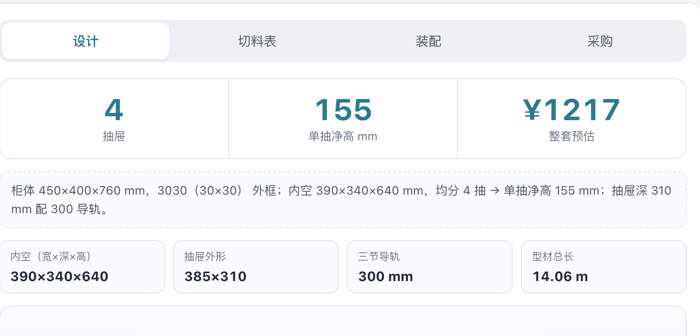 设计
切料表
装配
采购
4
抽屉
155
单抽净高 mm
¥1217
整套预估
柜体 450×400×760 mm，3030（30×30） 外框；内空 390×340×640 mm，均分 4 抽 → 单抽净高 155 mm；抽屉深 310
mm 配 300 导轨。
内空（宽×深×高）
390×340×640
抽屉外形
385×310
三节导轨
300 mm
型材总长
14.06 m